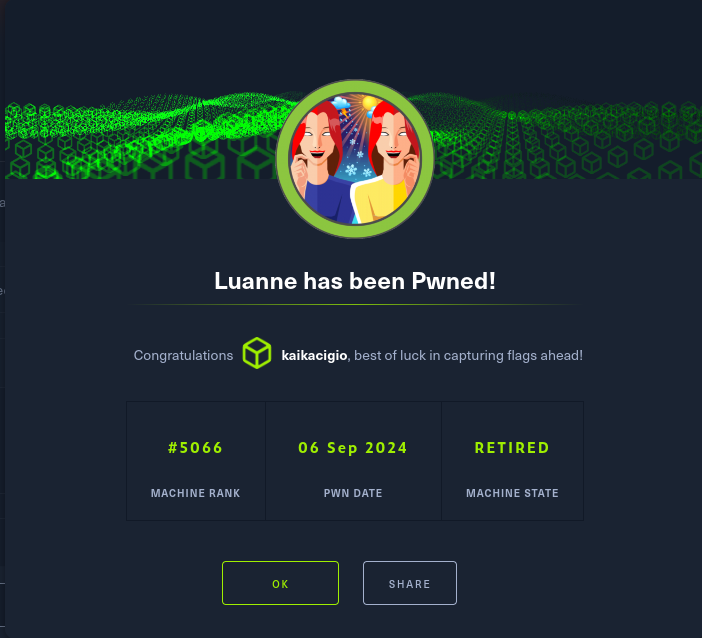 Luanne has been Pwned!
Congratulations kaikacigio, best of luck in capturing flags ahead!
#5066 06 Sep 2024 RETIRED
MACHINE RANK PWN DATE MACHINE STATE
OK SHARE